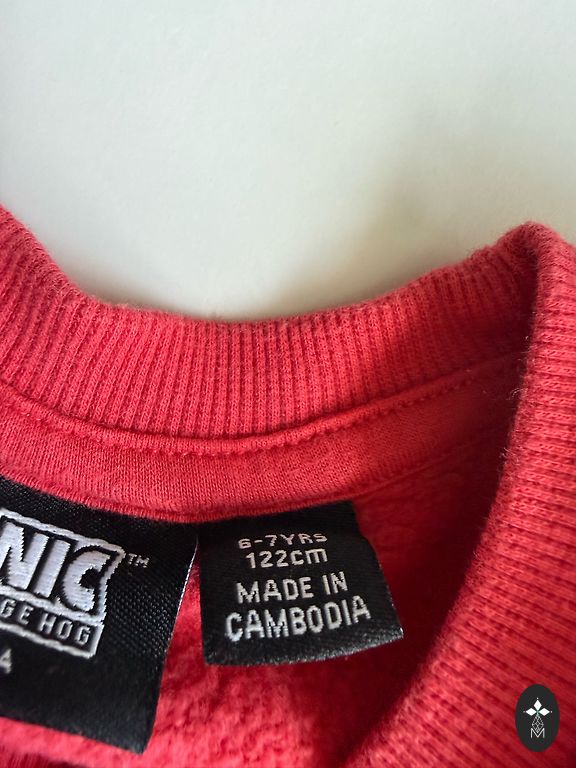 NIC™
GE HOG
6-7YRS
122cm
MADE IN
CAMBODIA